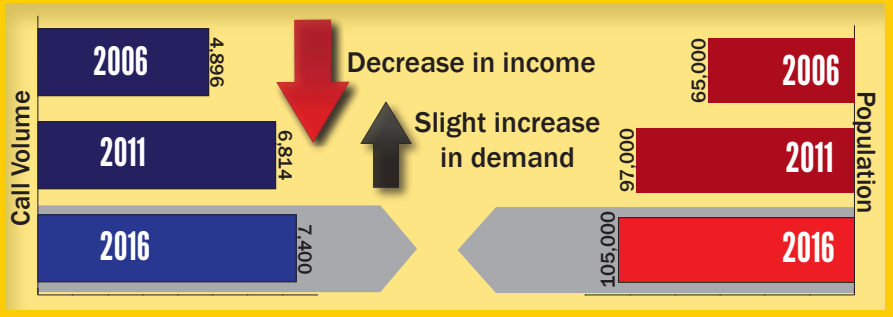 Call Volume
2006
4,896
2011
6,814
2016
7,400
Decrease in income
Slight increase
in demand
65,000
2006
97,000
2011
105,000
2016
Population